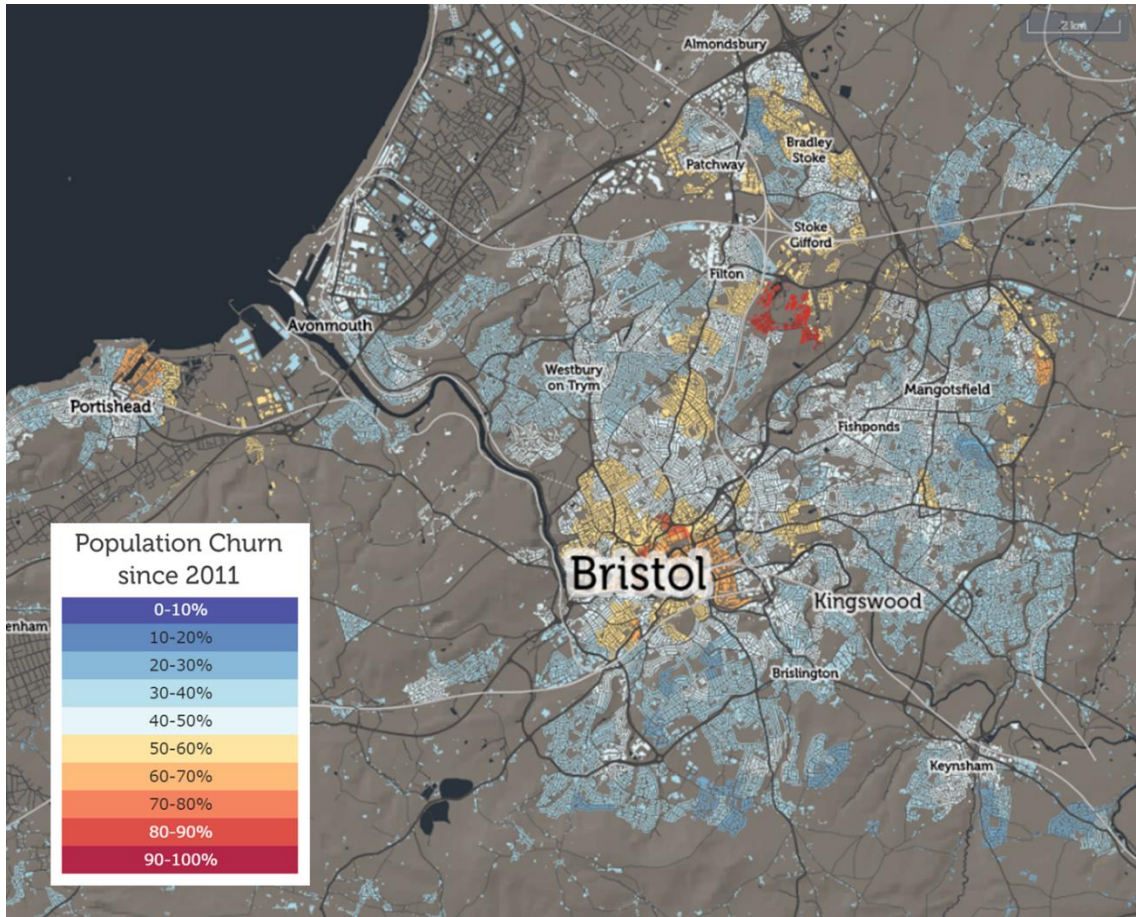 2 km
Almondsbury
Bradley
Stoke
Patchway
Stoke
Gifford
Filton
Avonmouth
Westbury
on Trym
Mangotsfield
Portishead
Fishponds
Bristol
Kingswood
Population Churn
since 2011
0-10%
enham
10-20%
20-30%
Brislington
30-40%
40-50%
50-60%
Keynsham
60-70%
70-80%
80-90%
90-100%